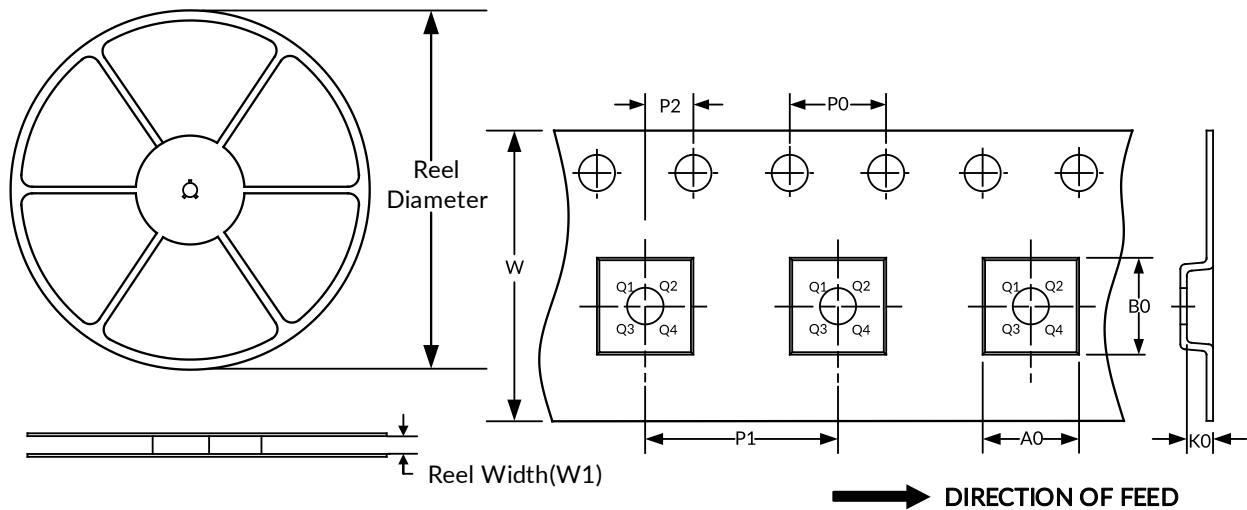 Reel
Diameter
P2
P0
W
Q1 Q2
Q3 Q4
Q1 Q2
Q3 Q4
Q1 Q2
Q3 Q4
B0
P1
A0
K0
Reel Width(W1)
DIRECTION OF FEED